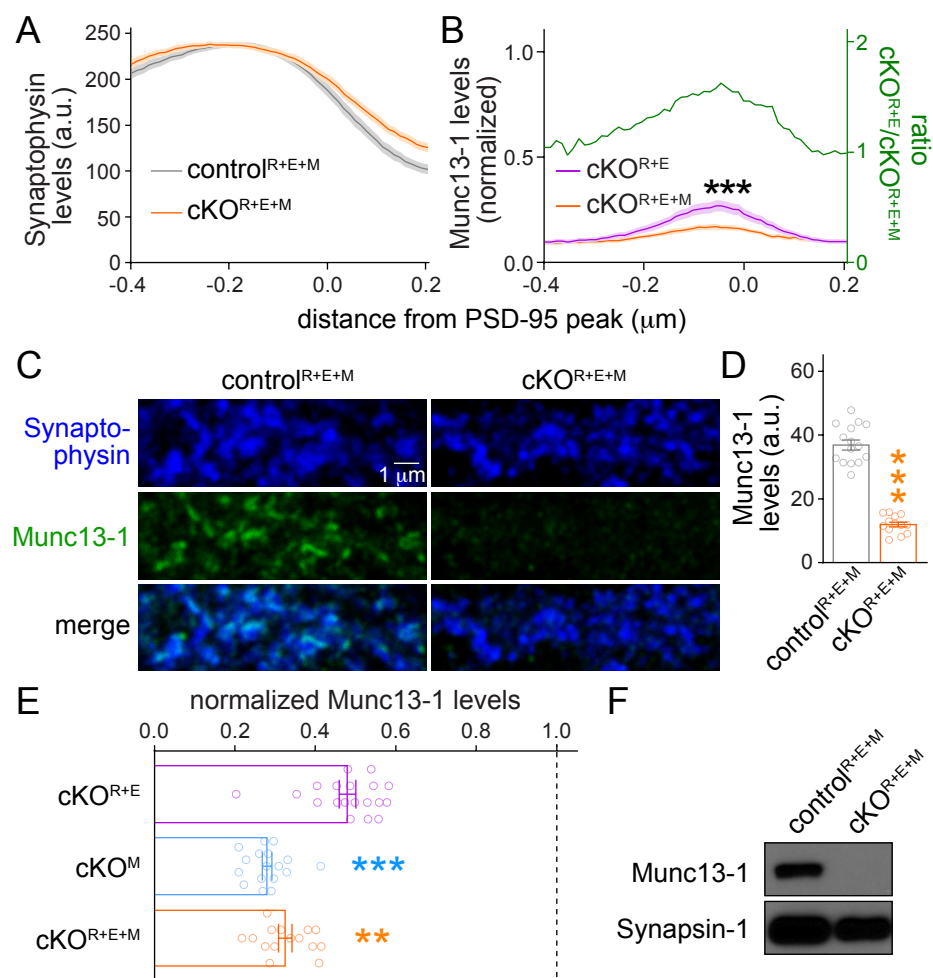 A
Synaptophysin
levels (a.u.)
250
200
150
100
50
0
control^R+E+M
cKO^R+E+M
-0.4
-0.2
0.0
0.2
B
Munc13-1 levels
(normalized)
1.0
0.5
0.0
cKO^R+E
cKO^R+E+M
***
2
1
0
ratio
cKO^R+E/cKO^R+E+M
-0.4
-0.2
0.0
0.2
distance from PSD-95 peak (μm)
C
control^R+E+M
cKO^R+E+M
Synapto-
physin
1
μm
Munc13-1
merge
D
Munc13-1
levels (a.u.)
60
40
20
0
***
control^R+E+M
cKO^R+E+M
E
normalized Munc13-1 levels
0.0
0.2
0.4
0.6
0.8
1.0
cKO^R+E
cKO^M
***
cKO^R+E+M
**
F
control^R+E+M
cKO^R+E+M
Munc13-1
Synapsin-1